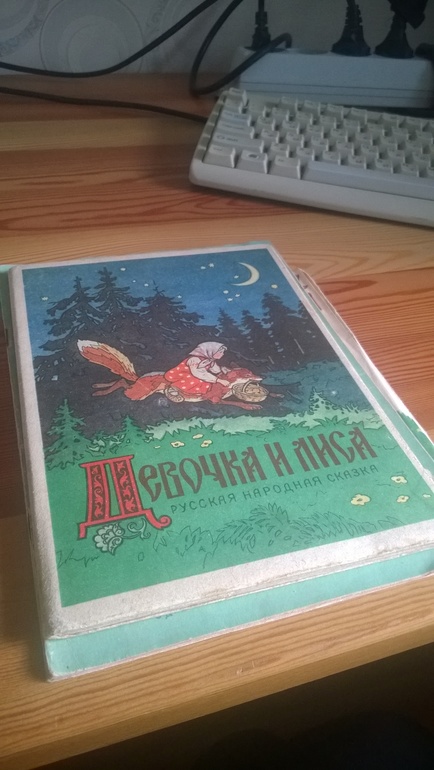 Девочка и лиса
русская народная сказка